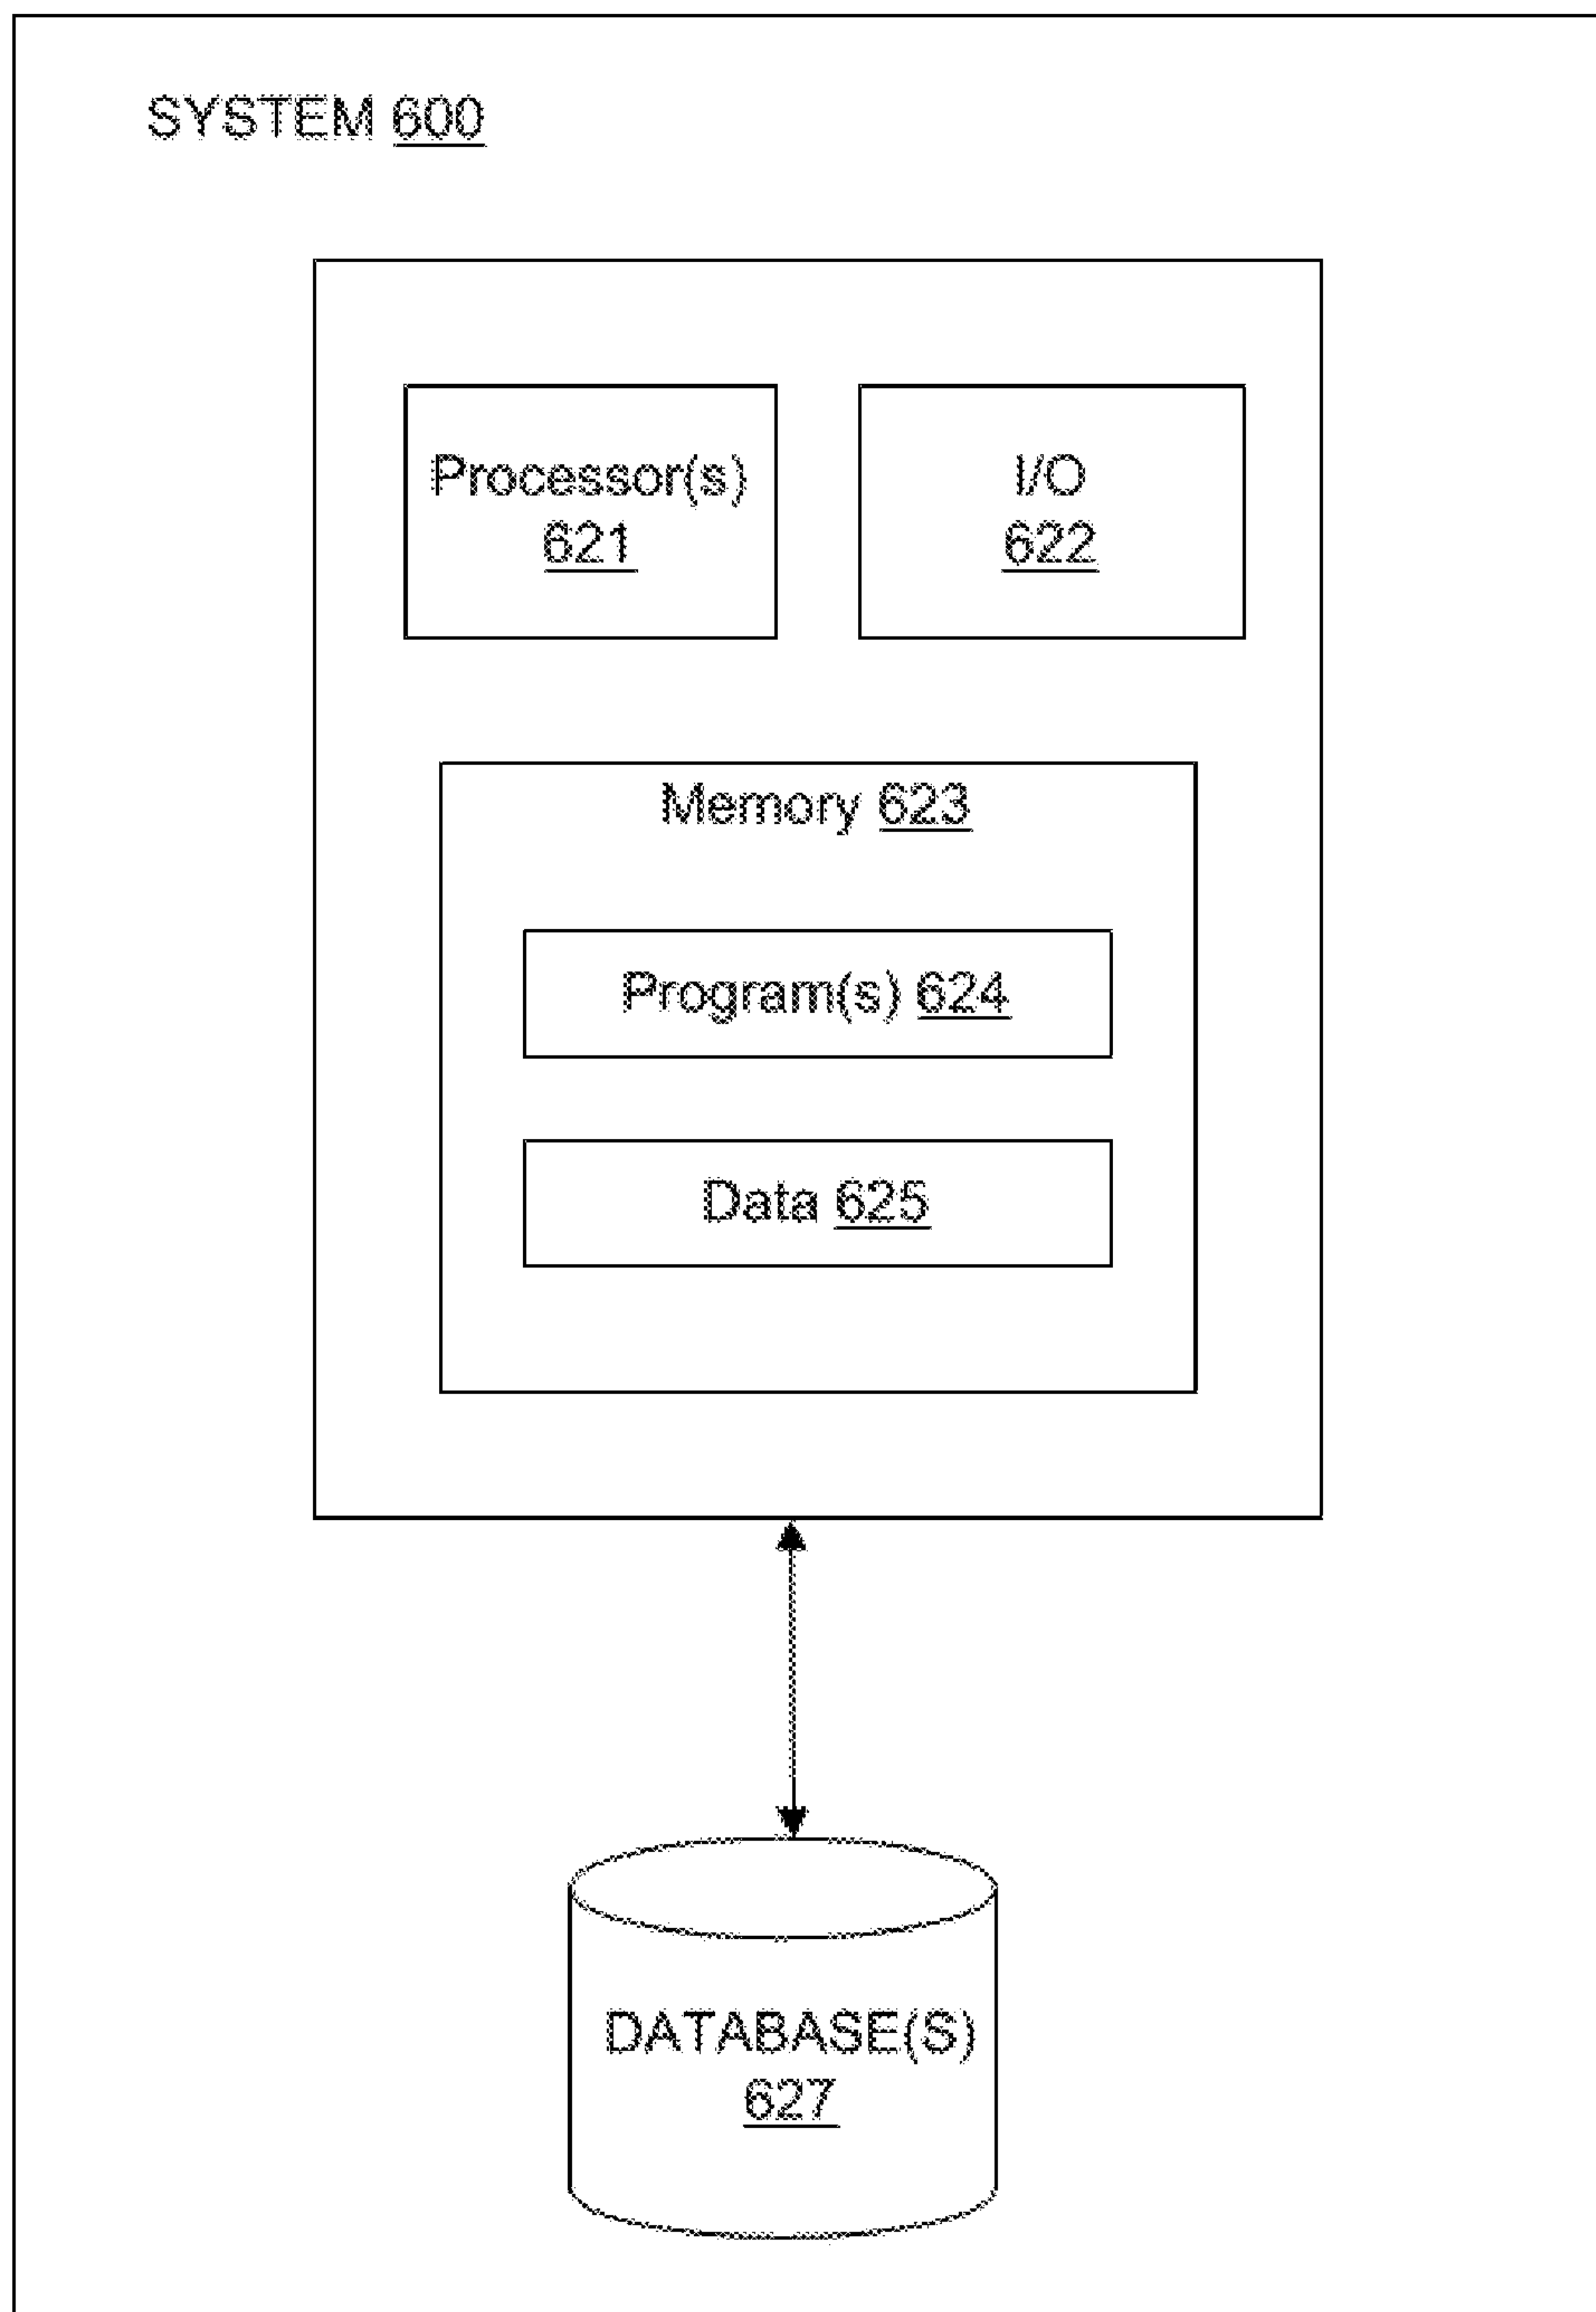 SYSTEM 600
Processor(s)
621
I/O
622
Memory 623
Program(s) 624
Data 625
DATABASE(S)
627